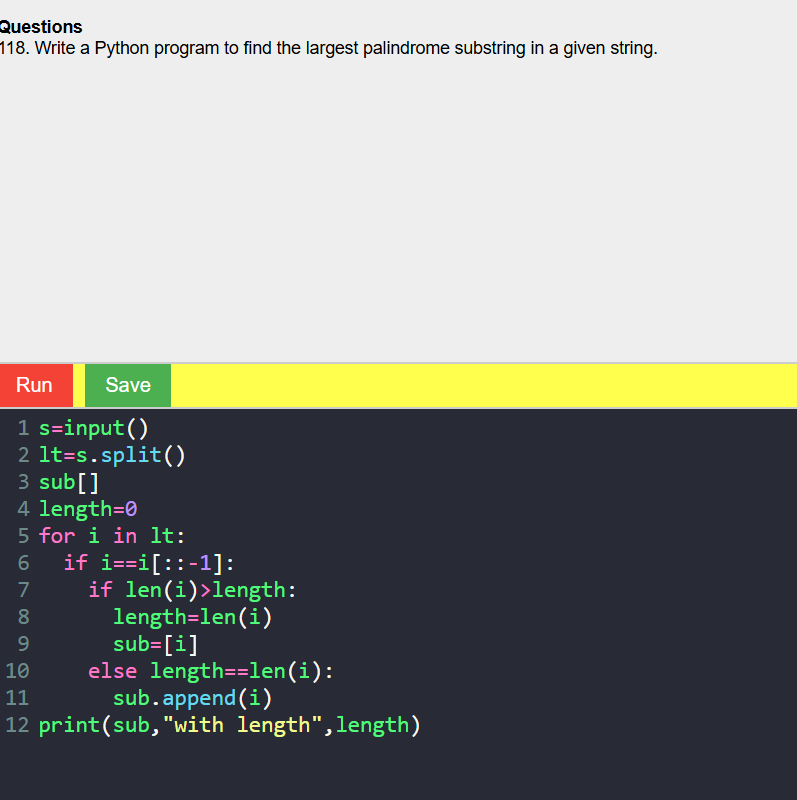 Questions
118. Write a Python program to find the largest palindrome substring in a given string.
Run Save
1 s=input()
2 lt=s.split()
3 sub[]
4 length=0
5 for i in lt:
6   if i==i[::-1]:
7     if len(i)>length:
8       length=len(i)
9       sub=[i]
10     else length==len(i):
11       sub.append(i)
12 print(sub,"with length",length)